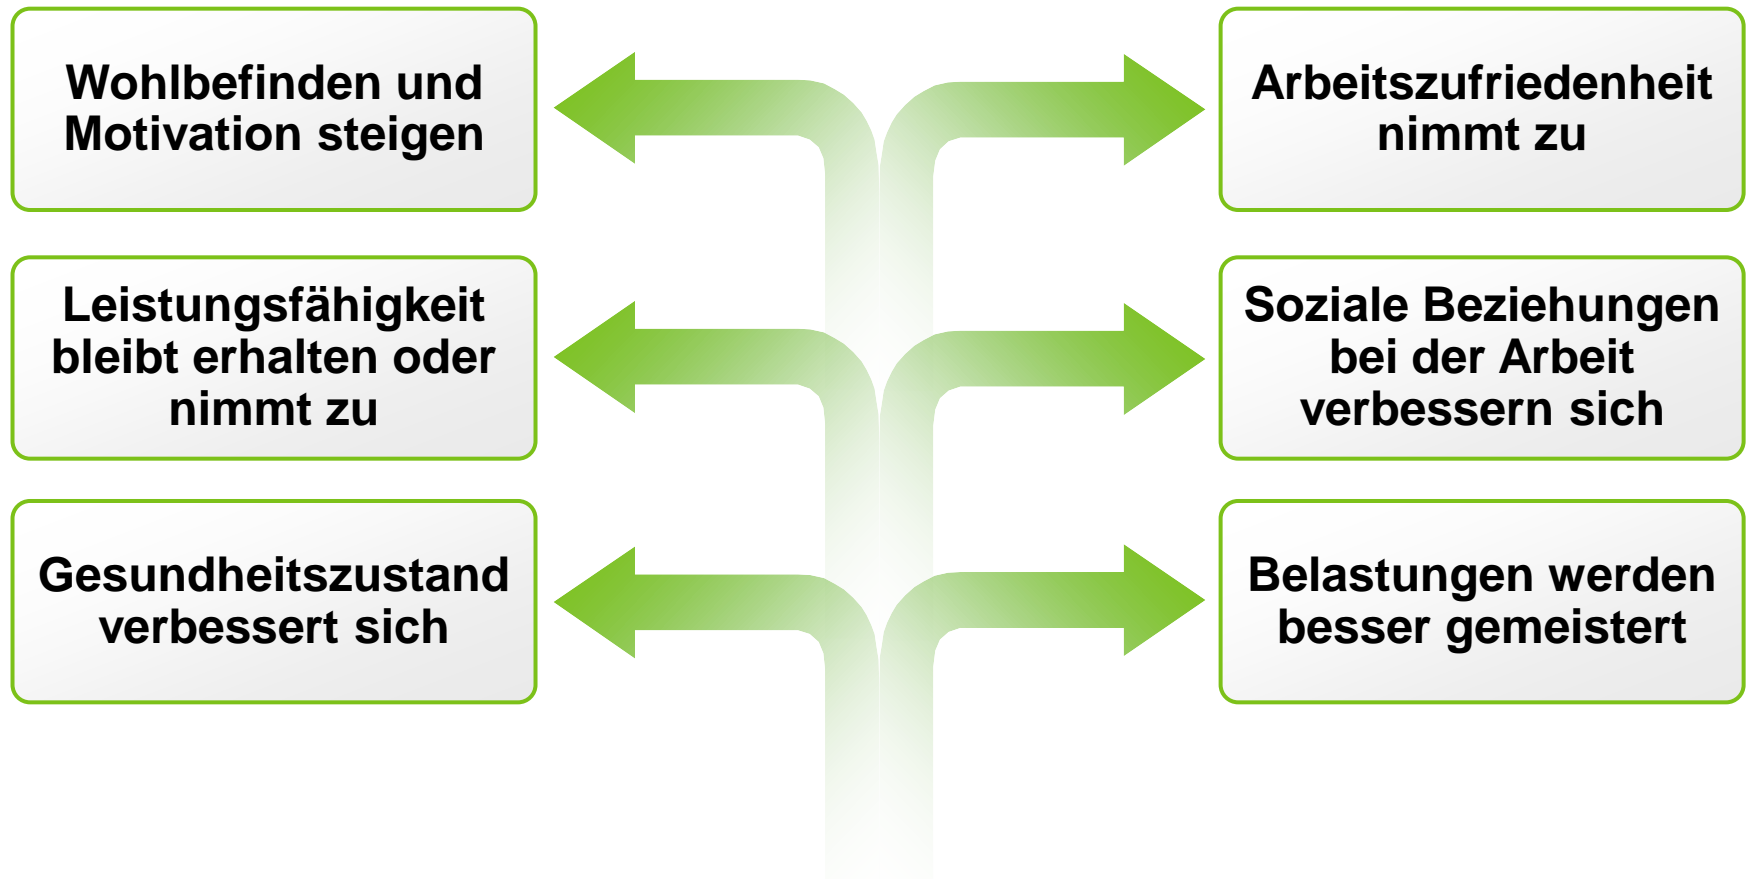 Wohlbefinden und
Motivation steigen
Arbeitszufriedenheit
nimmt zu
Leistungsfähigkeit
bleibt erhalten oder
nimmt zu
Soziale Beziehungen
bei der Arbeit
verbessern sich
Gesundheitszustand
verbessert sich
Belastungen werden
besser gemeistert